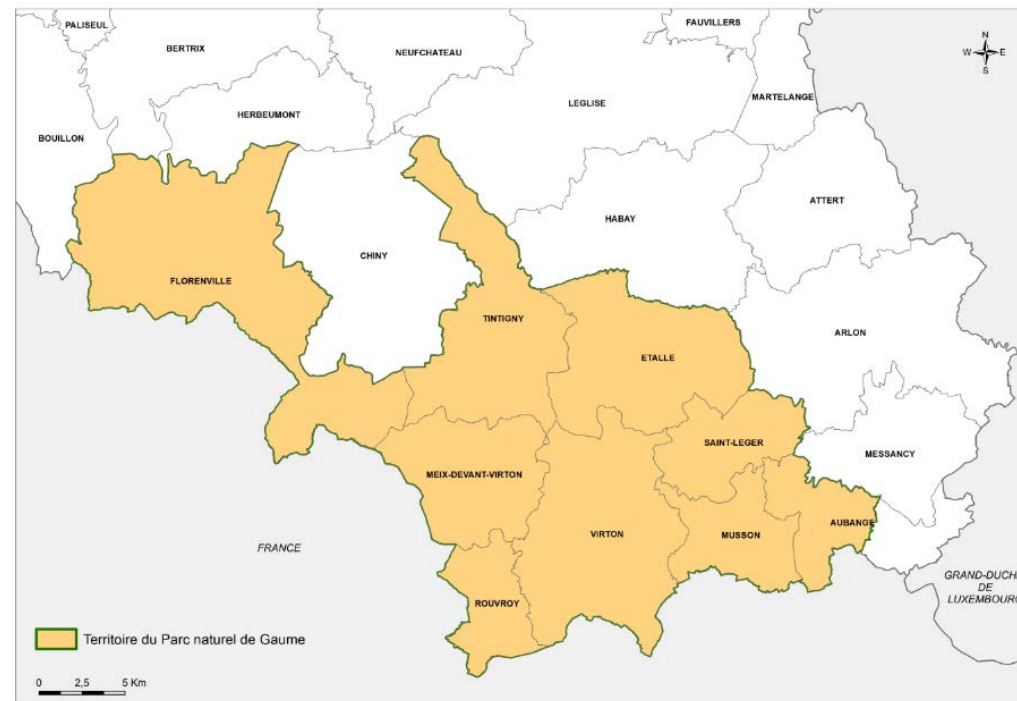 PALISEUL
FAUVILLERS
BERTRIX
NEUFCHATEAU
N
W E
S
MARTELANGE
LEGLISE
HERBEUMONT
BOUILLON
ATTERT
HABAY
CHINY
FLORENVILLE
TINTIGNY
ARLON
ETALLE
SAINT-LEGER
MESSANCY
MEIX-DEVANT-VIRTON
AUBANGE
VIRTON
MUSSON
FRANCE
GRAND-DUCHE
DE
LUXEMBOURG
ROUVROY
Territoire du Parc naturel de Gaume
0 2,5 5 Km